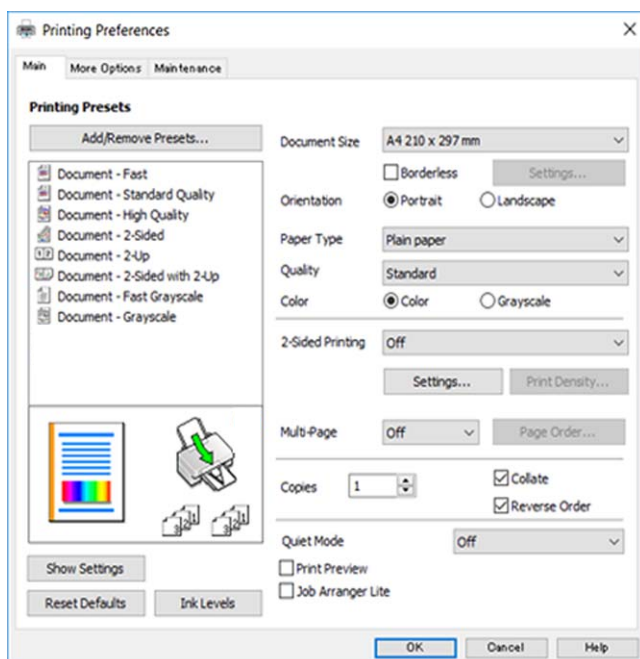 Printing Preferences
Main
More Options
Maintenance
Printing Presets
Add/Remove Presets...
Document - Fast
Document - Standard Quality
Document - High Quality
Document - 2-Sided
Document - 2-Up
Document - 2-Sided with 2-Up
Document - Fast Grayscale
Document - Grayscale
Show Settings
Reset Defaults
Ink Levels
Document Size
A4 210 x 297 mm
Borderless
Settings...
Orientation
Portrait
Landscape
Paper Type
Plain paper
Quality
Standard
Color
Color
Grayscale
2-Sided Printing
Off
Settings...
Print Density...
Multi-Page
Off
Page Order...
Copies
1
Collate
Reverse Order
Quiet Mode
Off
Print Preview
Job Arranger Lite
OK
Cancel
Help